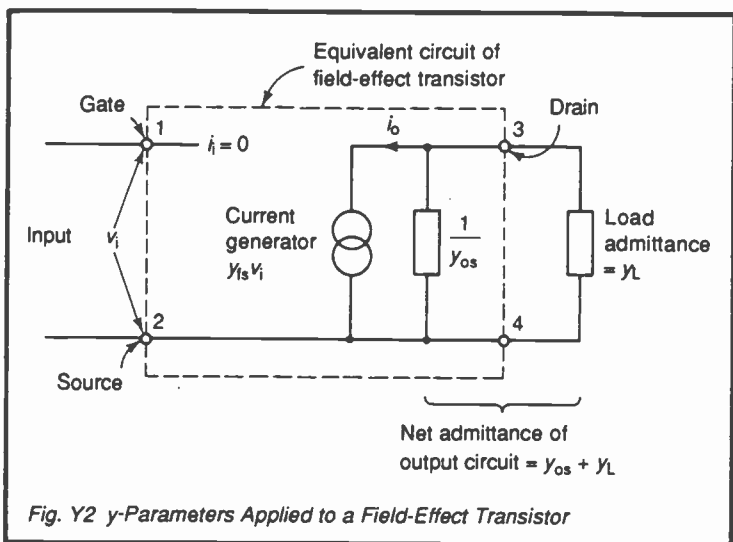 Equivalent circuit of
field-effect transistor
Gate
Drain
1
i_i = 0
i_o
3
Input
v_i
Current
generator
y_fs v_i
1
y_os
Load
admittance
= y_L
2
4
Source
Net admittance of
output circuit = y_os + y_L
Fig. Y2 y-Parameters Applied to a Field-Effect Transistor